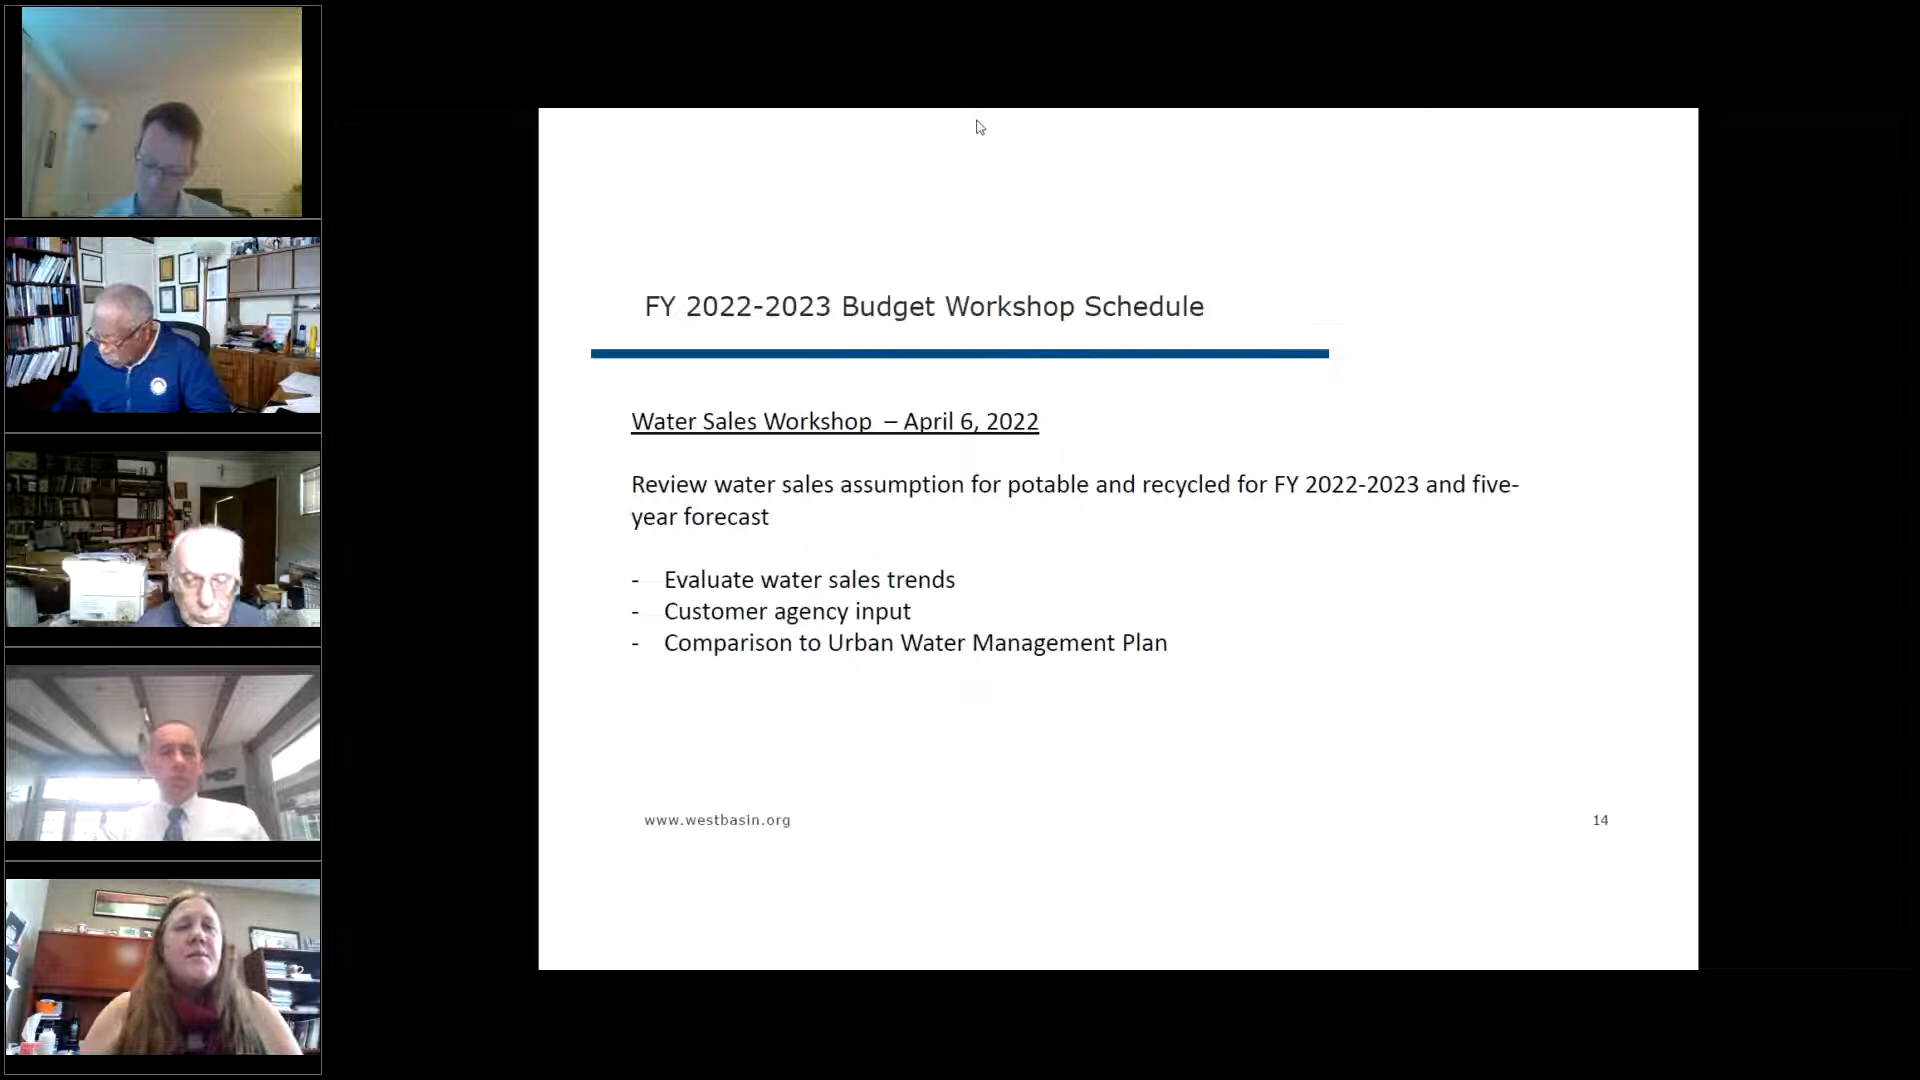 FY 2022-2023 Budget Workshop Schedule
Water Sales Workshop – April 6, 2022
Review water sales assumption for potable and recycled for FY 2022-2023 and five-
year forecast
- Evaluate water sales trends
- Customer agency input
- Comparison to Urban Water Management Plan
www.westbasin.org
14